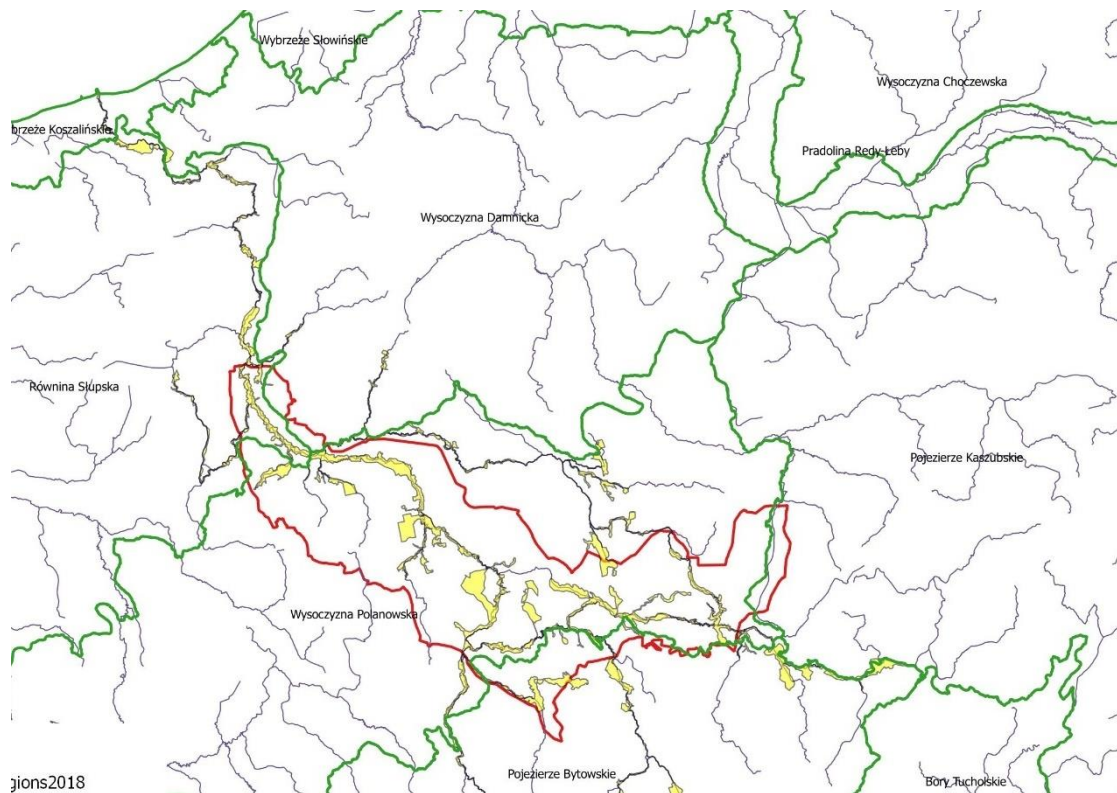 Wybrzeże Słowińskie
Wysoczyzna Choczewska
brzeże Koszalińskie
Pradolina Redy-Łeby
Wysoczyzna Damnicka
Równina Słupska
Pojezierze Kaszubskie
Wysoczyzna Polanowska
Pojezierze Bytowskie
Bory Tucholskie
gions2018